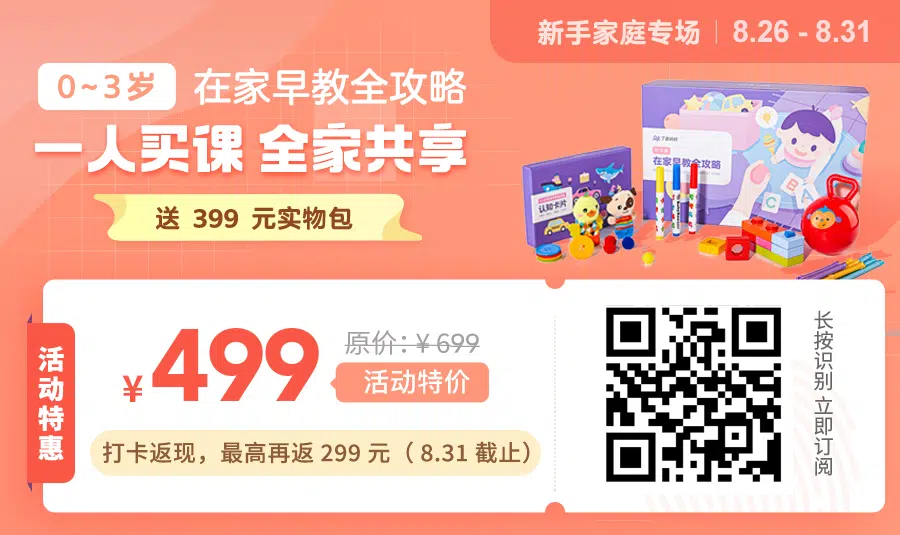 新手家庭专场 | 8.26 - 8.31
0~3岁 在家早教全攻略
一人买课 全家共享
送 399 元实物包
在家早教全攻略
认知卡片
A
B
C
活动特惠
¥499
原价：¥699
活动特价
打卡返现，最高再返 299 元（8.31 截止）
长按识别 立即订阅